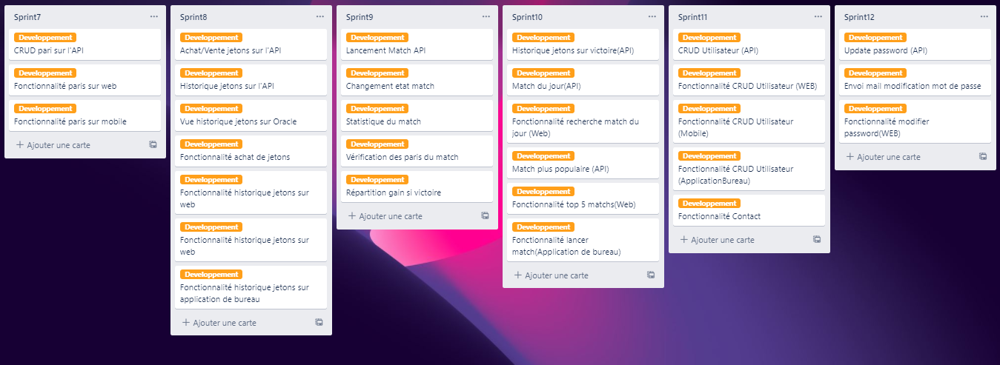 Sprint7
Developpement
CRUD pari sur l'API
Developpement
Fonctionnalité paris sur web
Developpement
Fonctionnalité paris sur mobile
Ajouter une carte
Sprint8
Developpement
Achat/Vente jetons sur l'API
Developpement
Historique jetons sur l'API
Developpement
Vue historique jetons sur Oracle
Developpement
Fonctionnalité achat de jetons
Developpement
Fonctionnalité historique jetons sur
web
Developpement
Fonctionnalité historique jetons sur
web
Developpement
Fonctionnalité historique jetons sur
application de bureau
Ajouter une carte
Sprint9
Developpement
Lancement Match API
Developpement
Changement etat match
Developpement
Statistique du match
Developpement
Vérification des paris du match
Developpement
Répartition gain si victoire
Ajouter une carte
Sprint10
Developpement
Historique jetons sur victoire(API)
Developpement
Match du jour(API)
Developpement
Fonctionnalité recherche match du
jour (Web)
Developpement
Match plus populaire (API)
Developpement
Fonctionnalité top 5 matchs(Web)
Developpement
Fonctionnalité lancer
match(Application de bureau)
Ajouter une carte
Sprint11
Developpement
CRUD Utilisateur (API)
Developpement
Fonctionnalité CRUD Utilisateur (WEB)
Developpement
Fonctionnalité CRUD Utilisateur
(Mobile)
Developpement
Fonctionnalité CRUD Utilisateur
(ApplicationBureau)
Developpement
Fonctionnalité Contact
Ajouter une carte
Sprint12
Developpement
Update password (API)
Developpement
Envoi mail modification mot de passe
Developpement
Fonctionnalité modifier
password(WEB)
Ajouter une carte